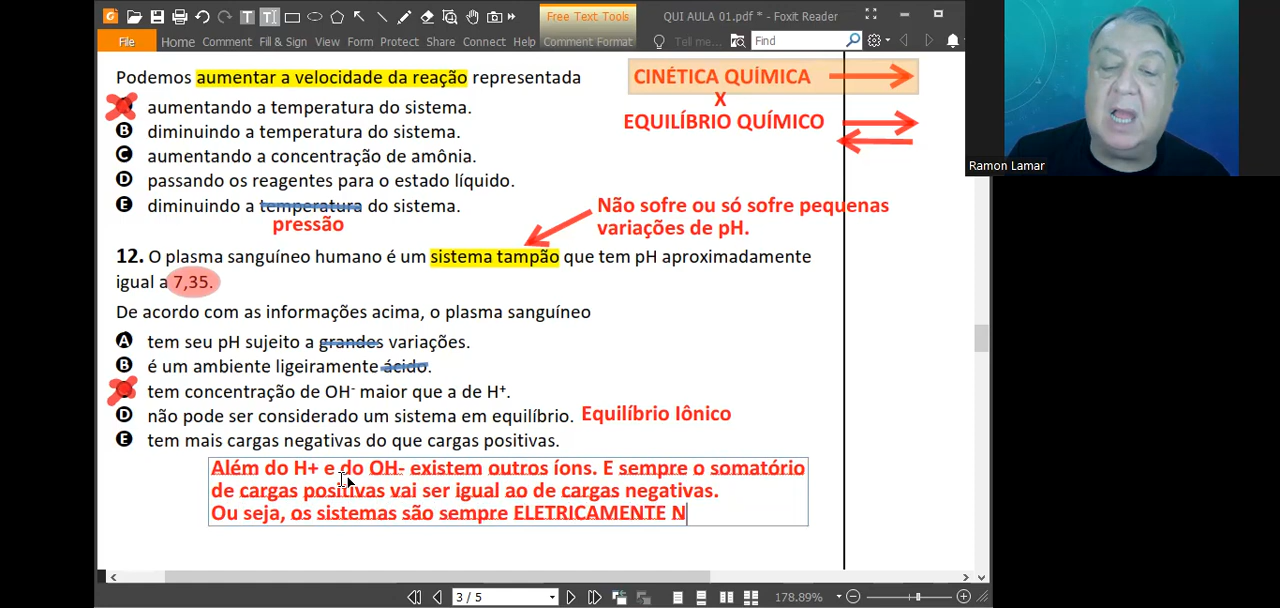 Free Text Tools
QUI AULA 01.pdf * - Foxit Reader
File Home Comment Fill & Sign View Form Protect Share Connect Help Comment Format Tell me... Find
Podemos aumentar a velocidade da reação representada
A aumentando a temperatura do sistema.
B diminuindo a temperatura do sistema.
C aumentando a concentração de amônia.
D passando os reagentes para o estado líquido.
E diminuindo a temperatura do sistema.
pressão
CINÉTICA QUÍMICA
X
EQUILÍBRIO QUÍMICO
Ramon Lamar
Não sofre ou só sofre pequenas
variações de pH.
12. O plasma sanguíneo humano é um sistema tampão que tem pH aproximadamente
igual a 7,35.
De acordo com as informações acima, o plasma sanguíneo
A tem seu pH sujeito a grandes variações.
B é um ambiente ligeiramente ácido.
tem concentração de OH⁻ maior que a de H⁺.
D não pode ser considerado um sistema em equilíbrio. Equilíbrio Iônico
E tem mais cargas negativas do que cargas positivas.
Além do H+ e do OH- existem outros íons. E sempre o somatório
de cargas positivas vai ser igual ao de cargas negativas.
Ou seja, os sistemas são sempre ELETRICAMENTE N
3 / 5
178.89%